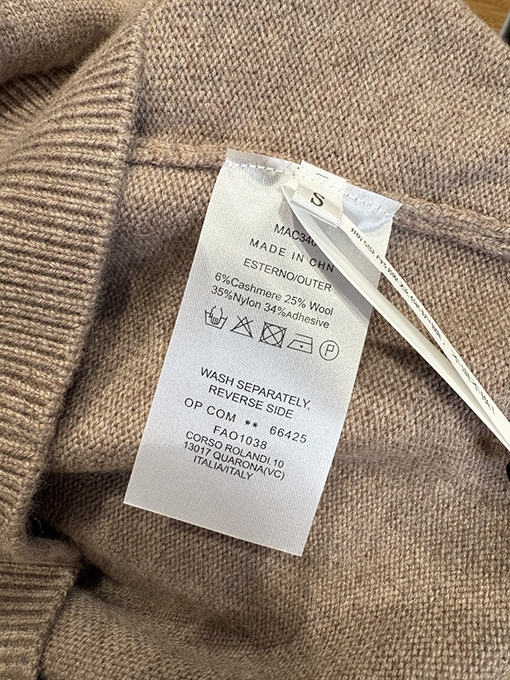 S
MADE IN CHN
ESTERNO/OUTER
6%Cashmere 25% Wool
35%Nylon 34%Adhesive
P
WASH SEPARATELY,
REVERSE SIDE
OP COM ** 66425
FAO1038
CORSO ROLANDI.10
13017 QUARONA(VC)
ITALIA/ITALY